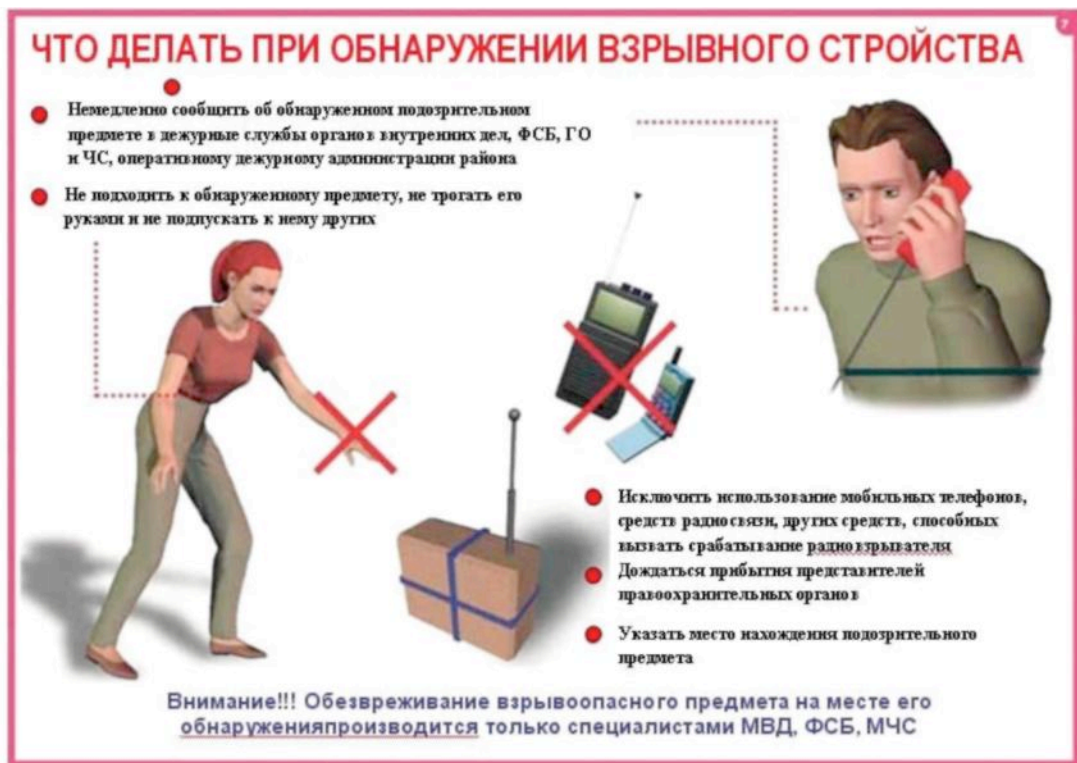 7
ЧТО ДЕЛАТЬ ПРИ ОБНАРУЖЕНИИ ВЗРЫВНОГО СТРОЙСТВА
Немедленно сообщить об обнаруженном подозрительном
предмете в дежурные службы органов внутренних дел, ФСБ, ГО
и ЧС, оперативному дежурному администрации района
Не подходить к обнаруженному предмету, не трогать его
руками и не подпускать к нему других
Исключить использование мобильных телефонов,
средств радиосвязи, других средств, способных
вызвать срабатывание радиовзрывателя
Дождаться прибытия представителей
правоохранительных органов
Указать место нахождения подозрительного
предмета
Внимание!!! Обезвреживание взрывоопасного предмета на месте его
обнаруженияпроизводится только специалистами МВД, ФСБ, МЧС